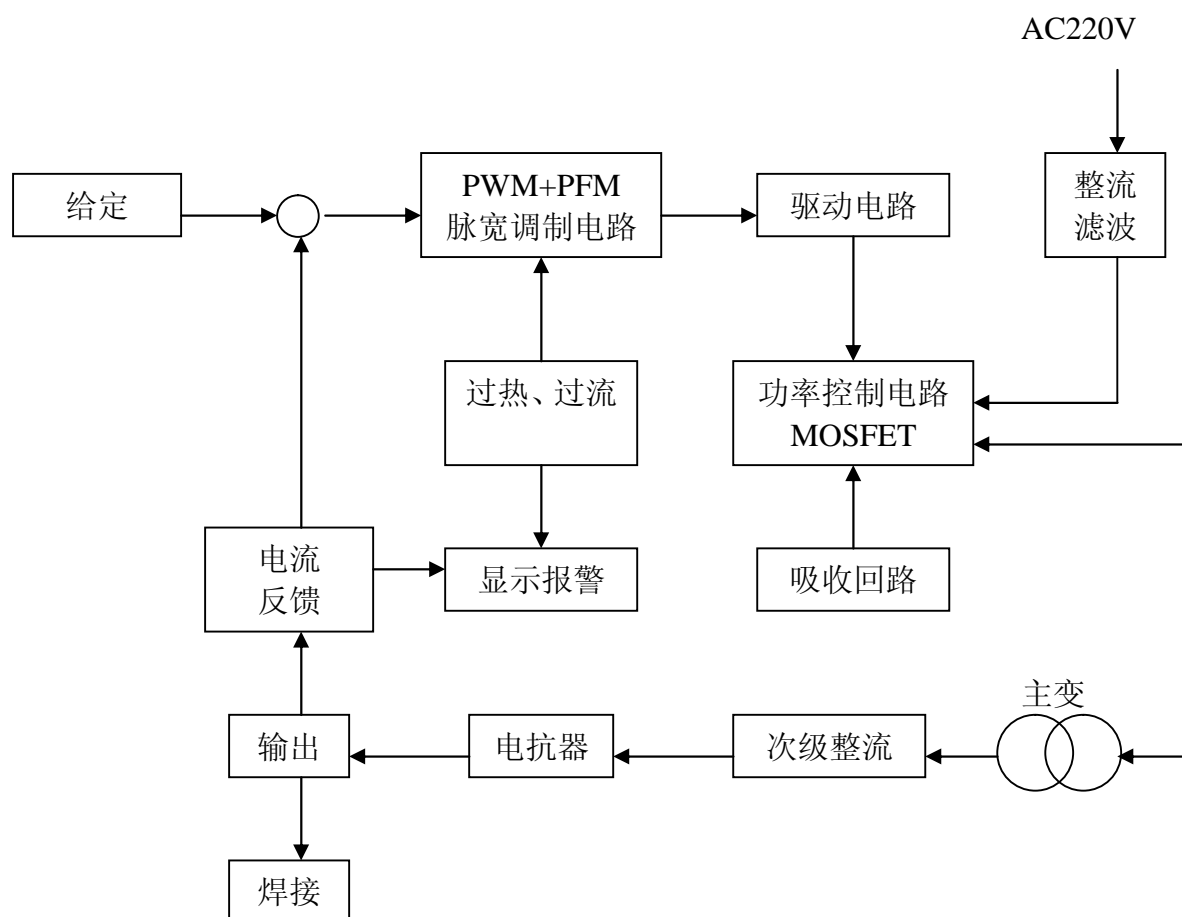 AC220V
给定
PWM+PFM
脉宽调制电路
驱动电路
整流
滤波
过热、过流
功率控制电路
MOSFET
电流
反馈
显示报警
吸收回路
主变
输出
电抗器
次级整流
焊接